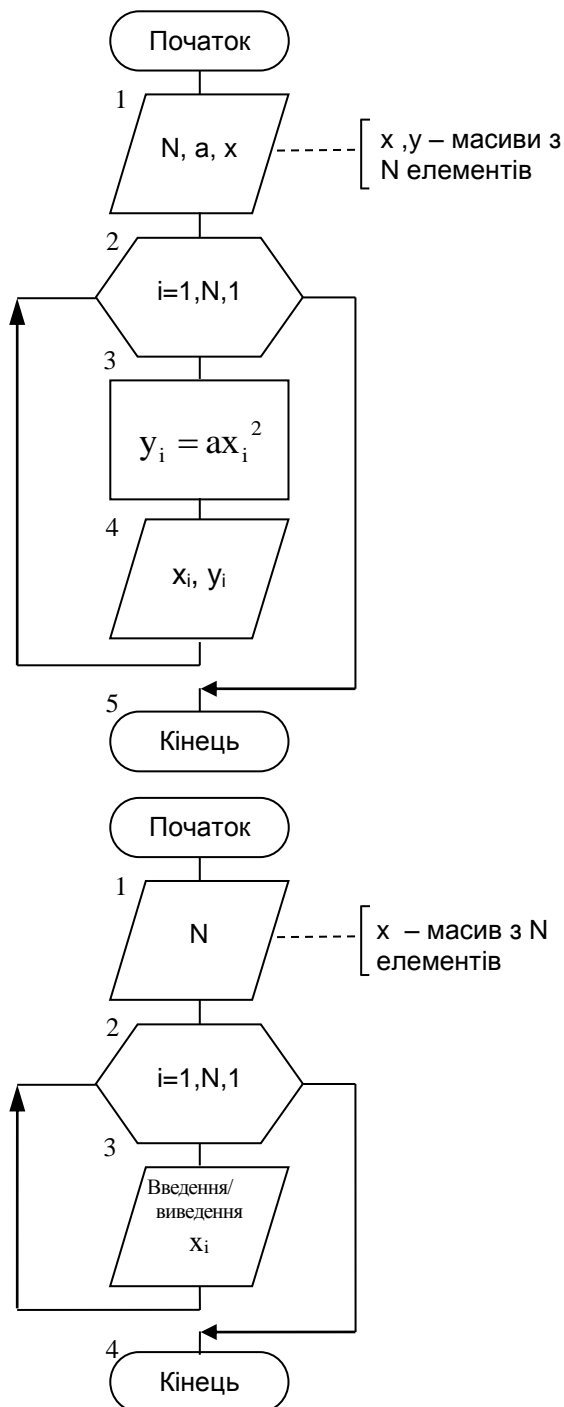 Початок
1
N, a, x
x ,y – масиви з
N елементів
2
i=1,N,1
3
yᵢ = axᵢ²
4
xᵢ, yᵢ
5
Кінець
Початок
1
N
x – масив з N
елементів
2
i=1,N,1
3
Введення/
виведення
xᵢ
4
Кінець